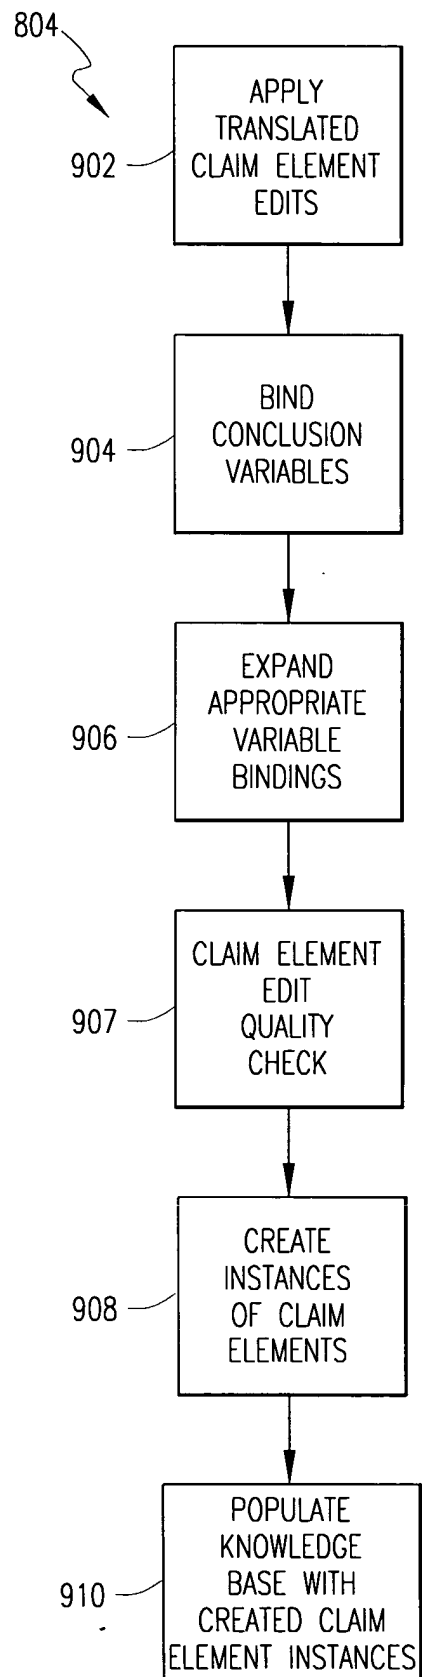 804
902
APPLY
TRANSLATED
CLAIM ELEMENT
EDITS
904
BIND
CONCLUSION
VARIABLES
906
EXPAND
APPROPRIATE
VARIABLE
BINDINGS
907
CLAIM ELEMENT
EDIT
QUALITY
CHECK
908
CREATE
INSTANCES
OF CLAIM
ELEMENTS
910
POPULATE
KNOWLEDGE
BASE WITH
CREATED CLAIM
ELEMENT INSTANCES